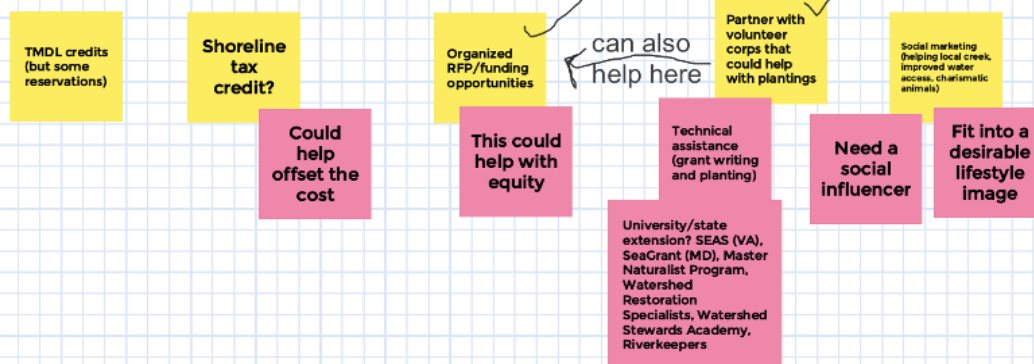 TMDL credits
(but some
reservations)
Shoreline
tax
credit?
Could
help
offset the
cost
Organized
RFP/funding
opportunities
This could
help with
equity
can also
help here
Partner with
volunteer
corps that
could help
with plantings
Technical
assistance
(grant writing
and planting)
University/state
extension? SEAS (VA),
SeaGrant (MD), Master
Naturalist Program,
Watershed
Restoration
Specialists, Watershed
Stewards Academy,
Riverkeepers
Social marketing
(helping local creek,
improved water
access, charismatic
animals)
Need a
social
influencer
Fit into a
desirable
lifestyle
image